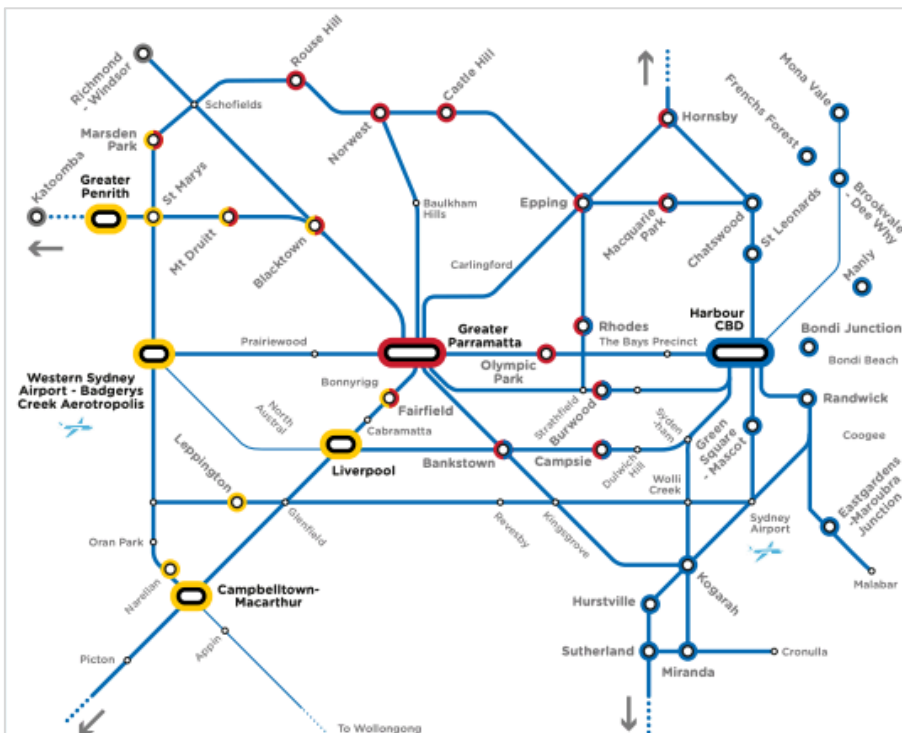 Richmond
- Windsor
Schofields
Rouse Hill
Norwest
Castle Hill
Hornsby
Mona Vale
Frenchs Forest
Marsden
Park
Katoomba
Greater
Penrith
St Marys
Mt Druitt
Blacktown
Baulkham
Hills
Epping
Macquarie
Park
Chatswood
St Leonards
Brookvale
- Dee Why
Manly
Carlingford
Harbour
CBD
Bondi Junction
Bondi Beach
Prairiewood
Greater
Parramatta
Rhodes
The Bays Precinct
Olympic
Park
Western Sydney
Airport - Badgerys
Creek Aerotropolis
Bonnyrigg
Fairfield
Cabramatta
North
Austral
Liverpool
Strathfield
Burwood
Randwick
Coogee
Bankstown
Campsie
Dulwich
Hill
Syden
-ham
Green
Square
- Mascot
Leppington
Wolli
Creek
Glenfield
Revesby
Kingsgrove
Sydney
Airport
Eastgardens
-Maroubra
Junction
Malabar
Oran Park
Narellan
Campbelltown-
Macarthur
Kogarah
Hurstville
Picton
Appin
Sutherland
Miranda
Cronulla
To Wollongong